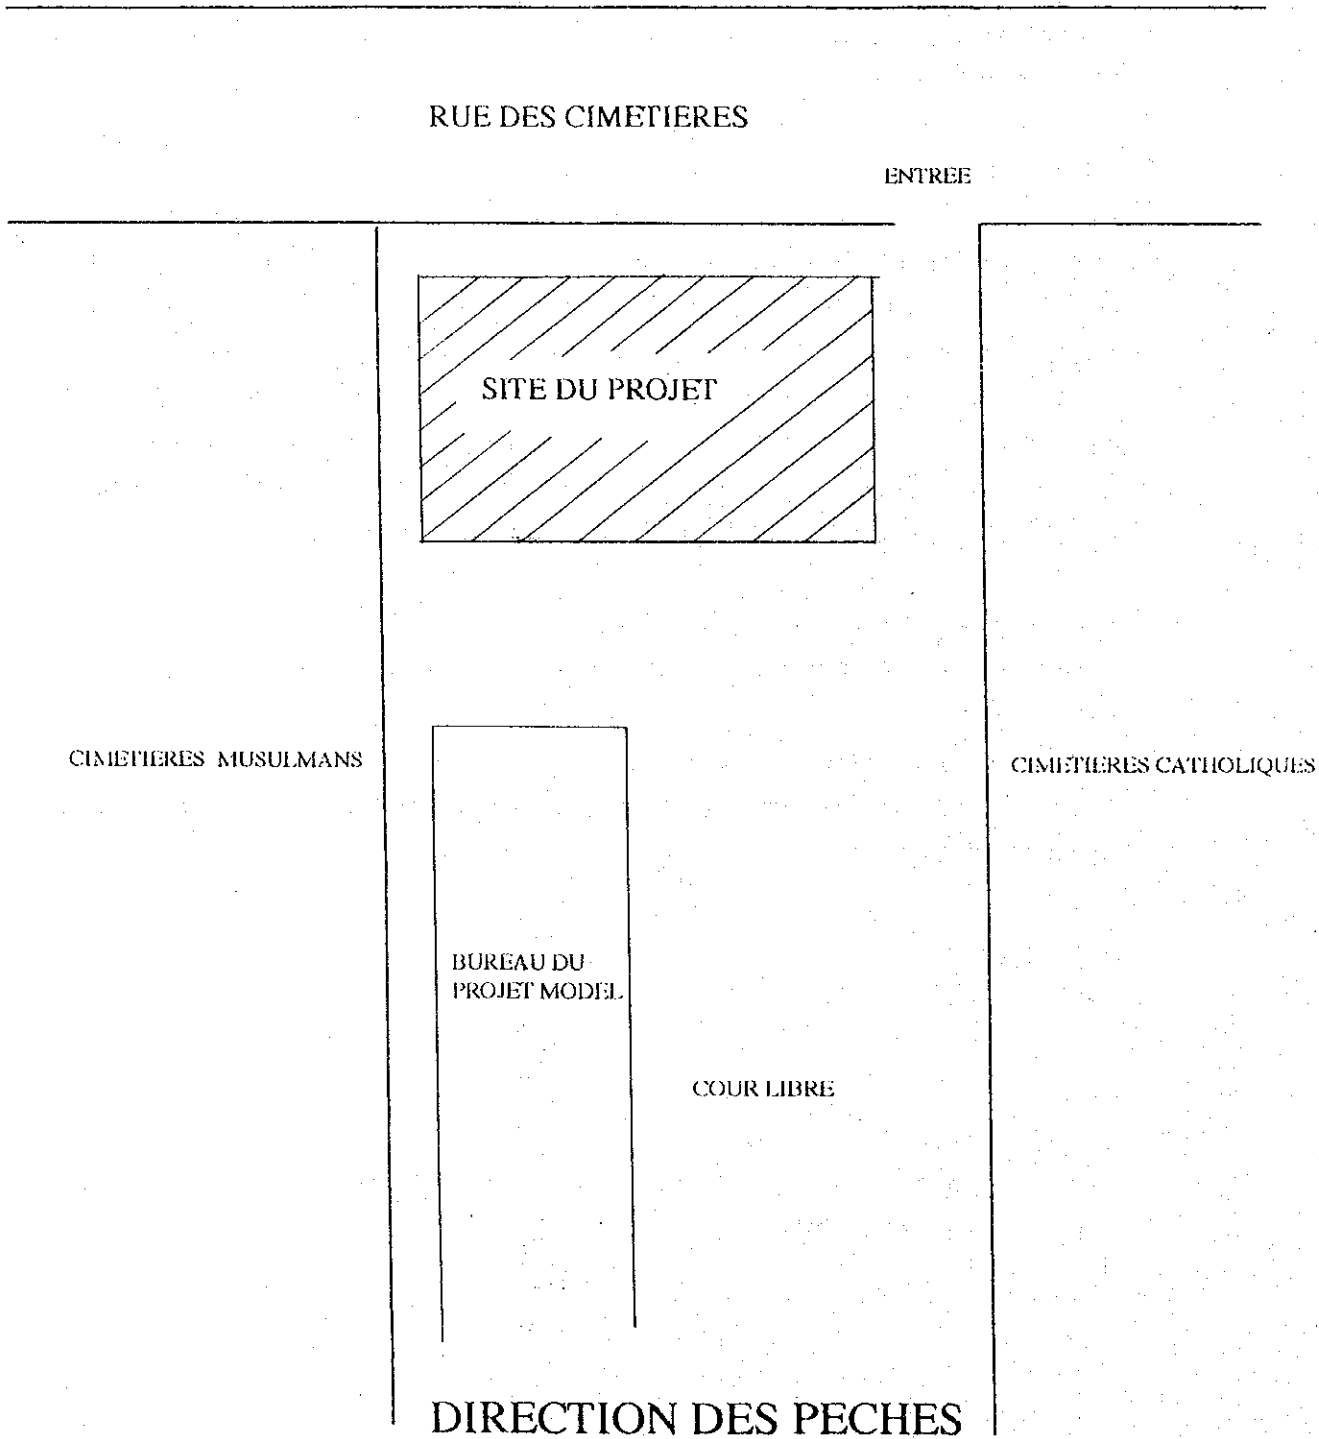 RUE DES CIMETIERES
ENTREE
SITE DU PROJET
CIMETIERES MUSULMANS
CIMETIERES CATHOLIQUES
BUREAU DU
PROJET MODEL
COUR LIBRE
DIRECTION DES PECHES